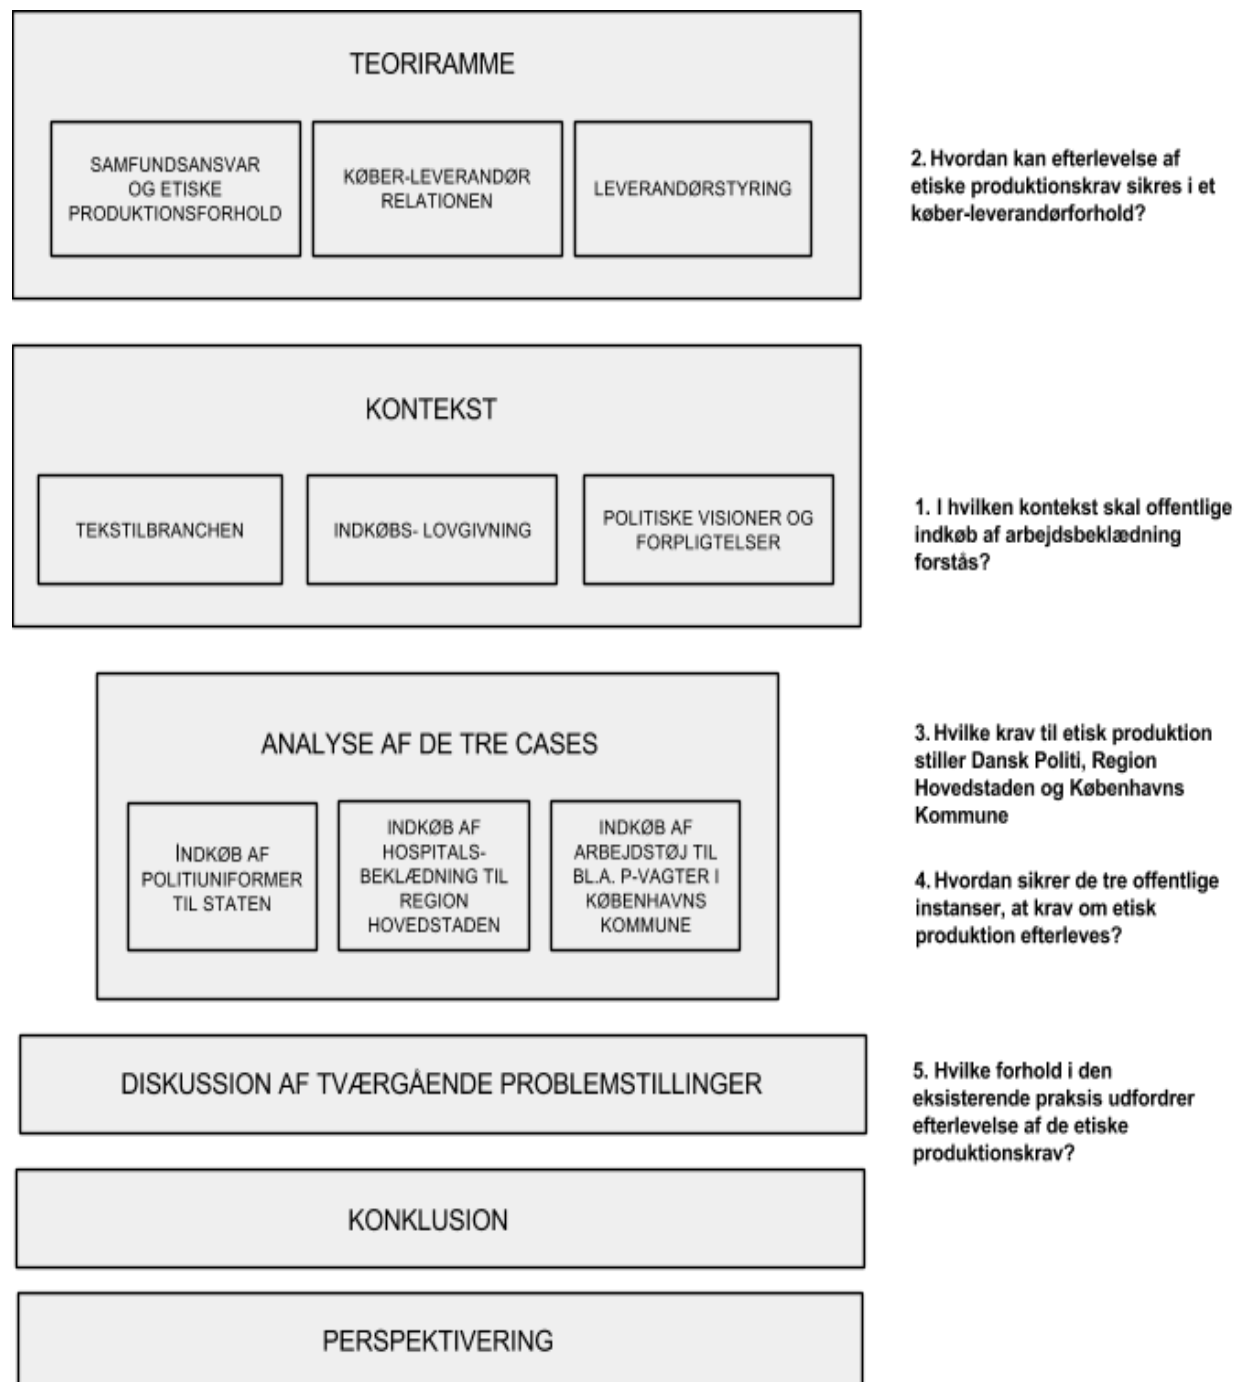 TEORIRAMME
SAMFUNDSANSVAR
OG ETISKE
PRODUKTIONSFORHOLD
KØBER-LEVERANDØR
RELATIONEN
LEVERANDØRSTYRING
2. Hvordan kan efterlevelse af
etiske produktionskrav sikres i et
køber-leverandørforhold?
KONTEKST
TEKSTILBRANCHEN
INDKØBS- LOVGIVNING
POLITISKE VISIONER OG
FORPLIGTELSER
1. I hvilken kontekst skal offentlige
indkøb af arbejdsbeklædning
forstås?
ANALYSE AF DE TRE CASES
INDKØB AF
POLITIUNIFORMER
TIL STATEN
INDKØB AF
HOSPITALS-
BEKLÆDNING TIL
REGION
HOVEDSTADEN
INDKØB AF
ARBEJDSTØJ TIL
BL.A. P-VAGTER I
KØBENHAVNS
KOMMUNE
3. Hvilke krav til etisk produktion
stiller Dansk Politi, Region
Hovedstaden og Københavns
Kommune
4. Hvordan sikrer de tre offentlige
instanser, at krav om etisk
produktion efterleves?
DISKUSSION AF TVÆRGÅENDE PROBLEMSTILLINGER
5. Hvilke forhold i den
eksisterende praksis udfordrer
efterlevelse af de etiske
produktionskrav?
KONKLUSION
PERSPEKTIVERING